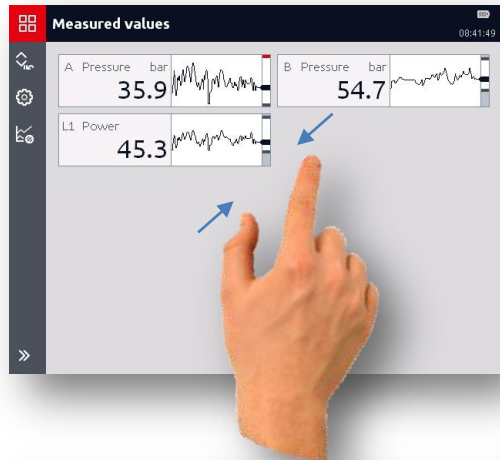 Measured values
08:41:49
A Pressure bar
35.9
B Pressure bar
54.7
L1 Power
45.3